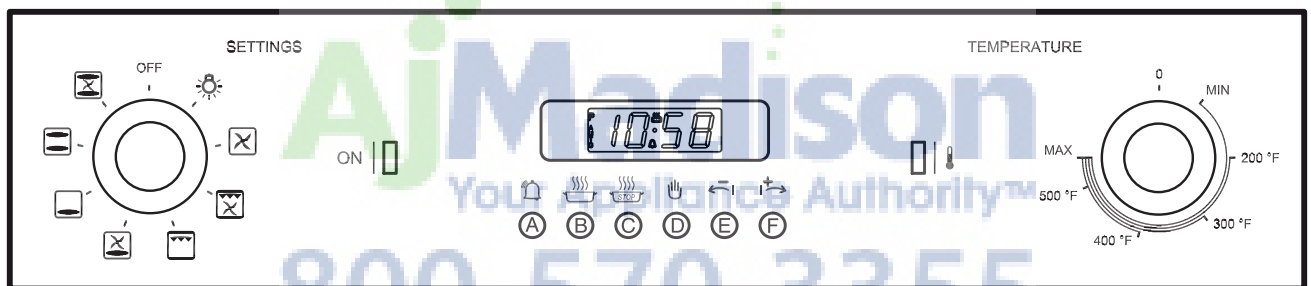 SETTINGS
TEMPERATURE
OFF
0
MIN
10:58
ON
MAX
200 °F
500 °F
300 °F
400 °F
STOP
A B C D E F
AjMadison
Your Appliance Authority™
800 570 3355